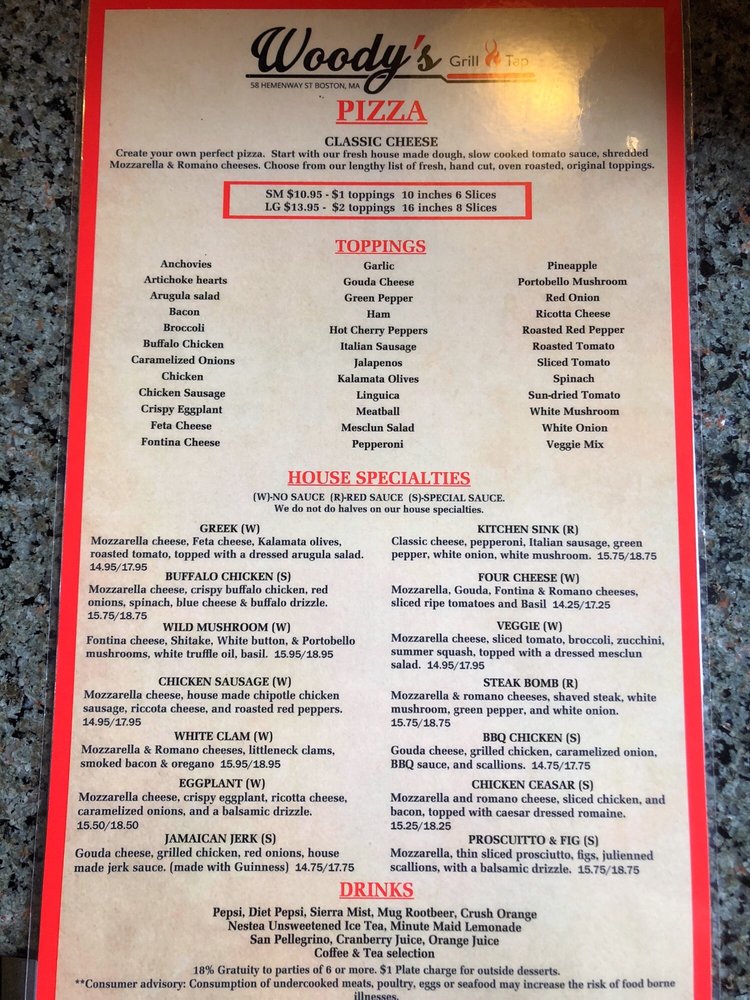 Woody's Grill Tap
58 HEMENWAY ST BOSTON, MA
PIZZA
CLASSIC CHEESE
Create your own perfect pizza. Start with our fresh house made dough, slow cooked tomato sauce, shredded
Mozzarella & Romano cheeses. Choose from our lengthy list of fresh, hand cut, oven roasted, original toppings.
SM $10.95 - $1 toppings 10 inches 6 Slices
LG $13.95 - $2 toppings 16 inches 8 Slices
TOPPINGS
Anchovies
Artichoke hearts
Arugula salad
Bacon
Broccoli
Buffalo Chicken
Caramelized Onions
Chicken
Chicken Sausage
Crispy Eggplant
Feta Cheese
Fontina Cheese
Garlic
Gouda Cheese
Green Pepper
Ham
Hot Cherry Peppers
Italian Sausage
Jalapenos
Kalamata Olives
Linguica
Meatball
Mesclun Salad
Pepperoni
Pineapple
Portobello Mushroom
Red Onion
Ricotta Cheese
Roasted Red Pepper
Roasted Tomato
Sliced Tomato
Spinach
Sun-dried Tomato
White Mushroom
White Onion
Veggie Mix
HOUSE SPECIALTIES
(W)-NO SAUCE (R)-RED SAUCE (S)-SPECIAL SAUCE.
We do not do halves on our house specialties.
GREEK (W)
Mozzarella cheese, Feta cheese, Kalamata olives,
roasted tomato, topped with a dressed arugula salad.
14.95/17.95
BUFFALO CHICKEN (S)
Mozzarella cheese, crispy buffalo chicken, red
onions, spinach, blue cheese & buffalo drizzle.
15.75/18.75
WILD MUSHROOM (W)
Fontina cheese, Shitake, White button, & Portobello
mushrooms, white truffle oil, basil. 15.95/18.95
CHICKEN SAUSAGE (W)
Mozzarella cheese, house made chipotle chicken
sausage, riccota cheese, and roasted red peppers.
14.95/17.95
WHITE CLAM (W)
Mozzarella & Romano cheeses, littleneck clams,
smoked bacon & oregano 15.95/18.95
EGGPLANT (W)
Mozzarella cheese, crispy eggplant, ricotta cheese,
caramelized onions, and a balsamic drizzle.
15.50/18.50
JAMAICAN JERK (S)
Gouda cheese, grilled chicken, red onions, house
made jerk sauce. (made with Guinness) 14.75/17.75
KITCHEN SINK (R)
Classic cheese, pepperoni, Italian sausage, green
pepper, white onion, white mushroom. 15.75/18.75
FOUR CHEESE (W)
Mozzarella, Gouda, Fontina & Romano cheeses,
sliced ripe tomatoes and Basil 14.25/17.25
VEGGIE (W)
Mozzarella cheese, sliced tomato, broccoli, zucchini,
summer squash, topped with a dressed mesclun
salad. 14.95/17.95
STEAK BOMB (R)
Mozzarella & romano cheeses, shaved steak, white
mushroom, green pepper, and white onion.
15.75/18.75
BBQ CHICKEN (S)
Gouda cheese, grilled chicken, caramelized onion,
BBQ sauce, and scallions. 14.75/17.75
CHICKEN CEASAR (S)
Mozzarella and romano cheese, sliced chicken, and
bacon, topped with caesar dressed romaine.
15.25/18.25
PROSCUITTO & FIG (S)
Mozzarella, thin sliced prosciutto, figs, julienned
scallions, with a balsamic drizzle. 15.75/18.75
DRINKS
Pepsi, Diet Pepsi, Sierra Mist, Mug Rootbeer, Crush Orange
Nestea Unsweetened Ice Tea, Minute Maid Lemonade
San Pellegrino, Cranberry Juice, Orange Juice
Coffee & Tea selection
18% Gratuity to parties of 6 or more. $1 Plate charge for outside desserts.
**Consumer advisory: Consumption of undercooked meats, poultry, eggs or seafood may increase the risk of food borne
illnesses.